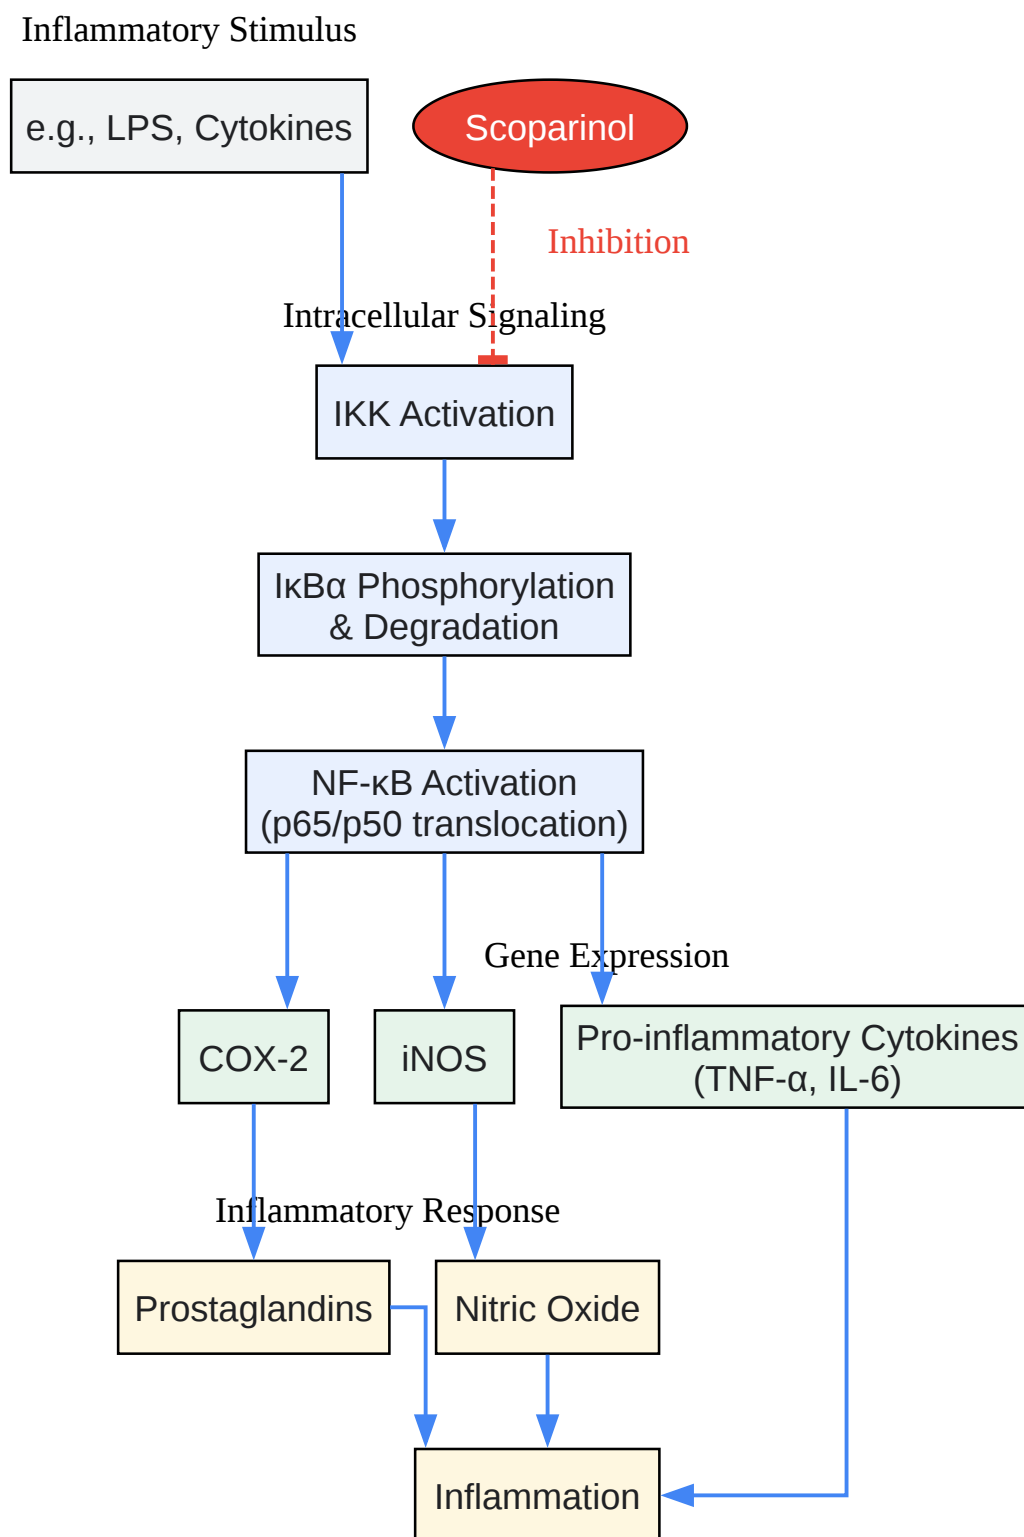 Inflammatory Stimulus
e.g., LPS, Cytokines
Scoparinol
Inhibition
Intracellular Signaling
IKK Activation
IκBα Phosphorylation
& Degradation
NF-κB Activation
(p65/p50 translocation)
Gene Expression
COX-2
iNOS
Pro-inflammatory Cytokines
(TNF-α, IL-6)
Inflammatory Response
Prostaglandins
Nitric Oxide
Inflammation